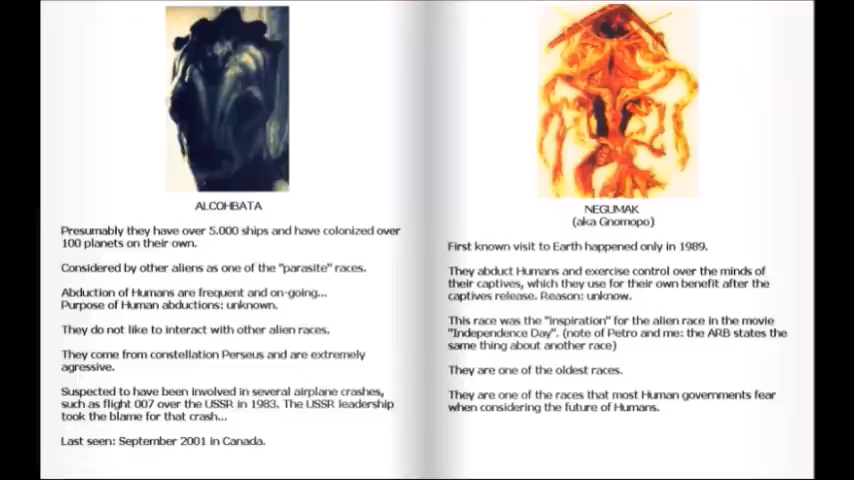 ALCOHBATA
Presumably they have over 5.000 ships and have colonized over
100 planets on their own.
Considered by other aliens as one of the "parasite" races.
Abduction of Humans are frequent and on-going...
Purpose of Human abductions: unknown.
They do not like to interact with other alien races.
They come from constellation Perseus and are extremely
agressive.
Suspected to have been involved in several airplane crashes,
such as flight 007 over the USSR in 1983. The USSR leadership
took the blame for that crash...
Last seen: September 2001 in Canada.
NEGUMAK
(aka Gnomopo)
First known visit to Earth happened only in 1989.
They abduct Humans and exercise control over the minds of
their captives, which they use for their own benefit after the
captives release. Reason: unknow.
This race was the "inspiration" for the alien race in the movie
"Independence Day". (note of Petro and me: the ARB states the
same thing about another race)
They are one of the oldest races.
They are one of the races that most Human governments fear
when considering the future of Humans.